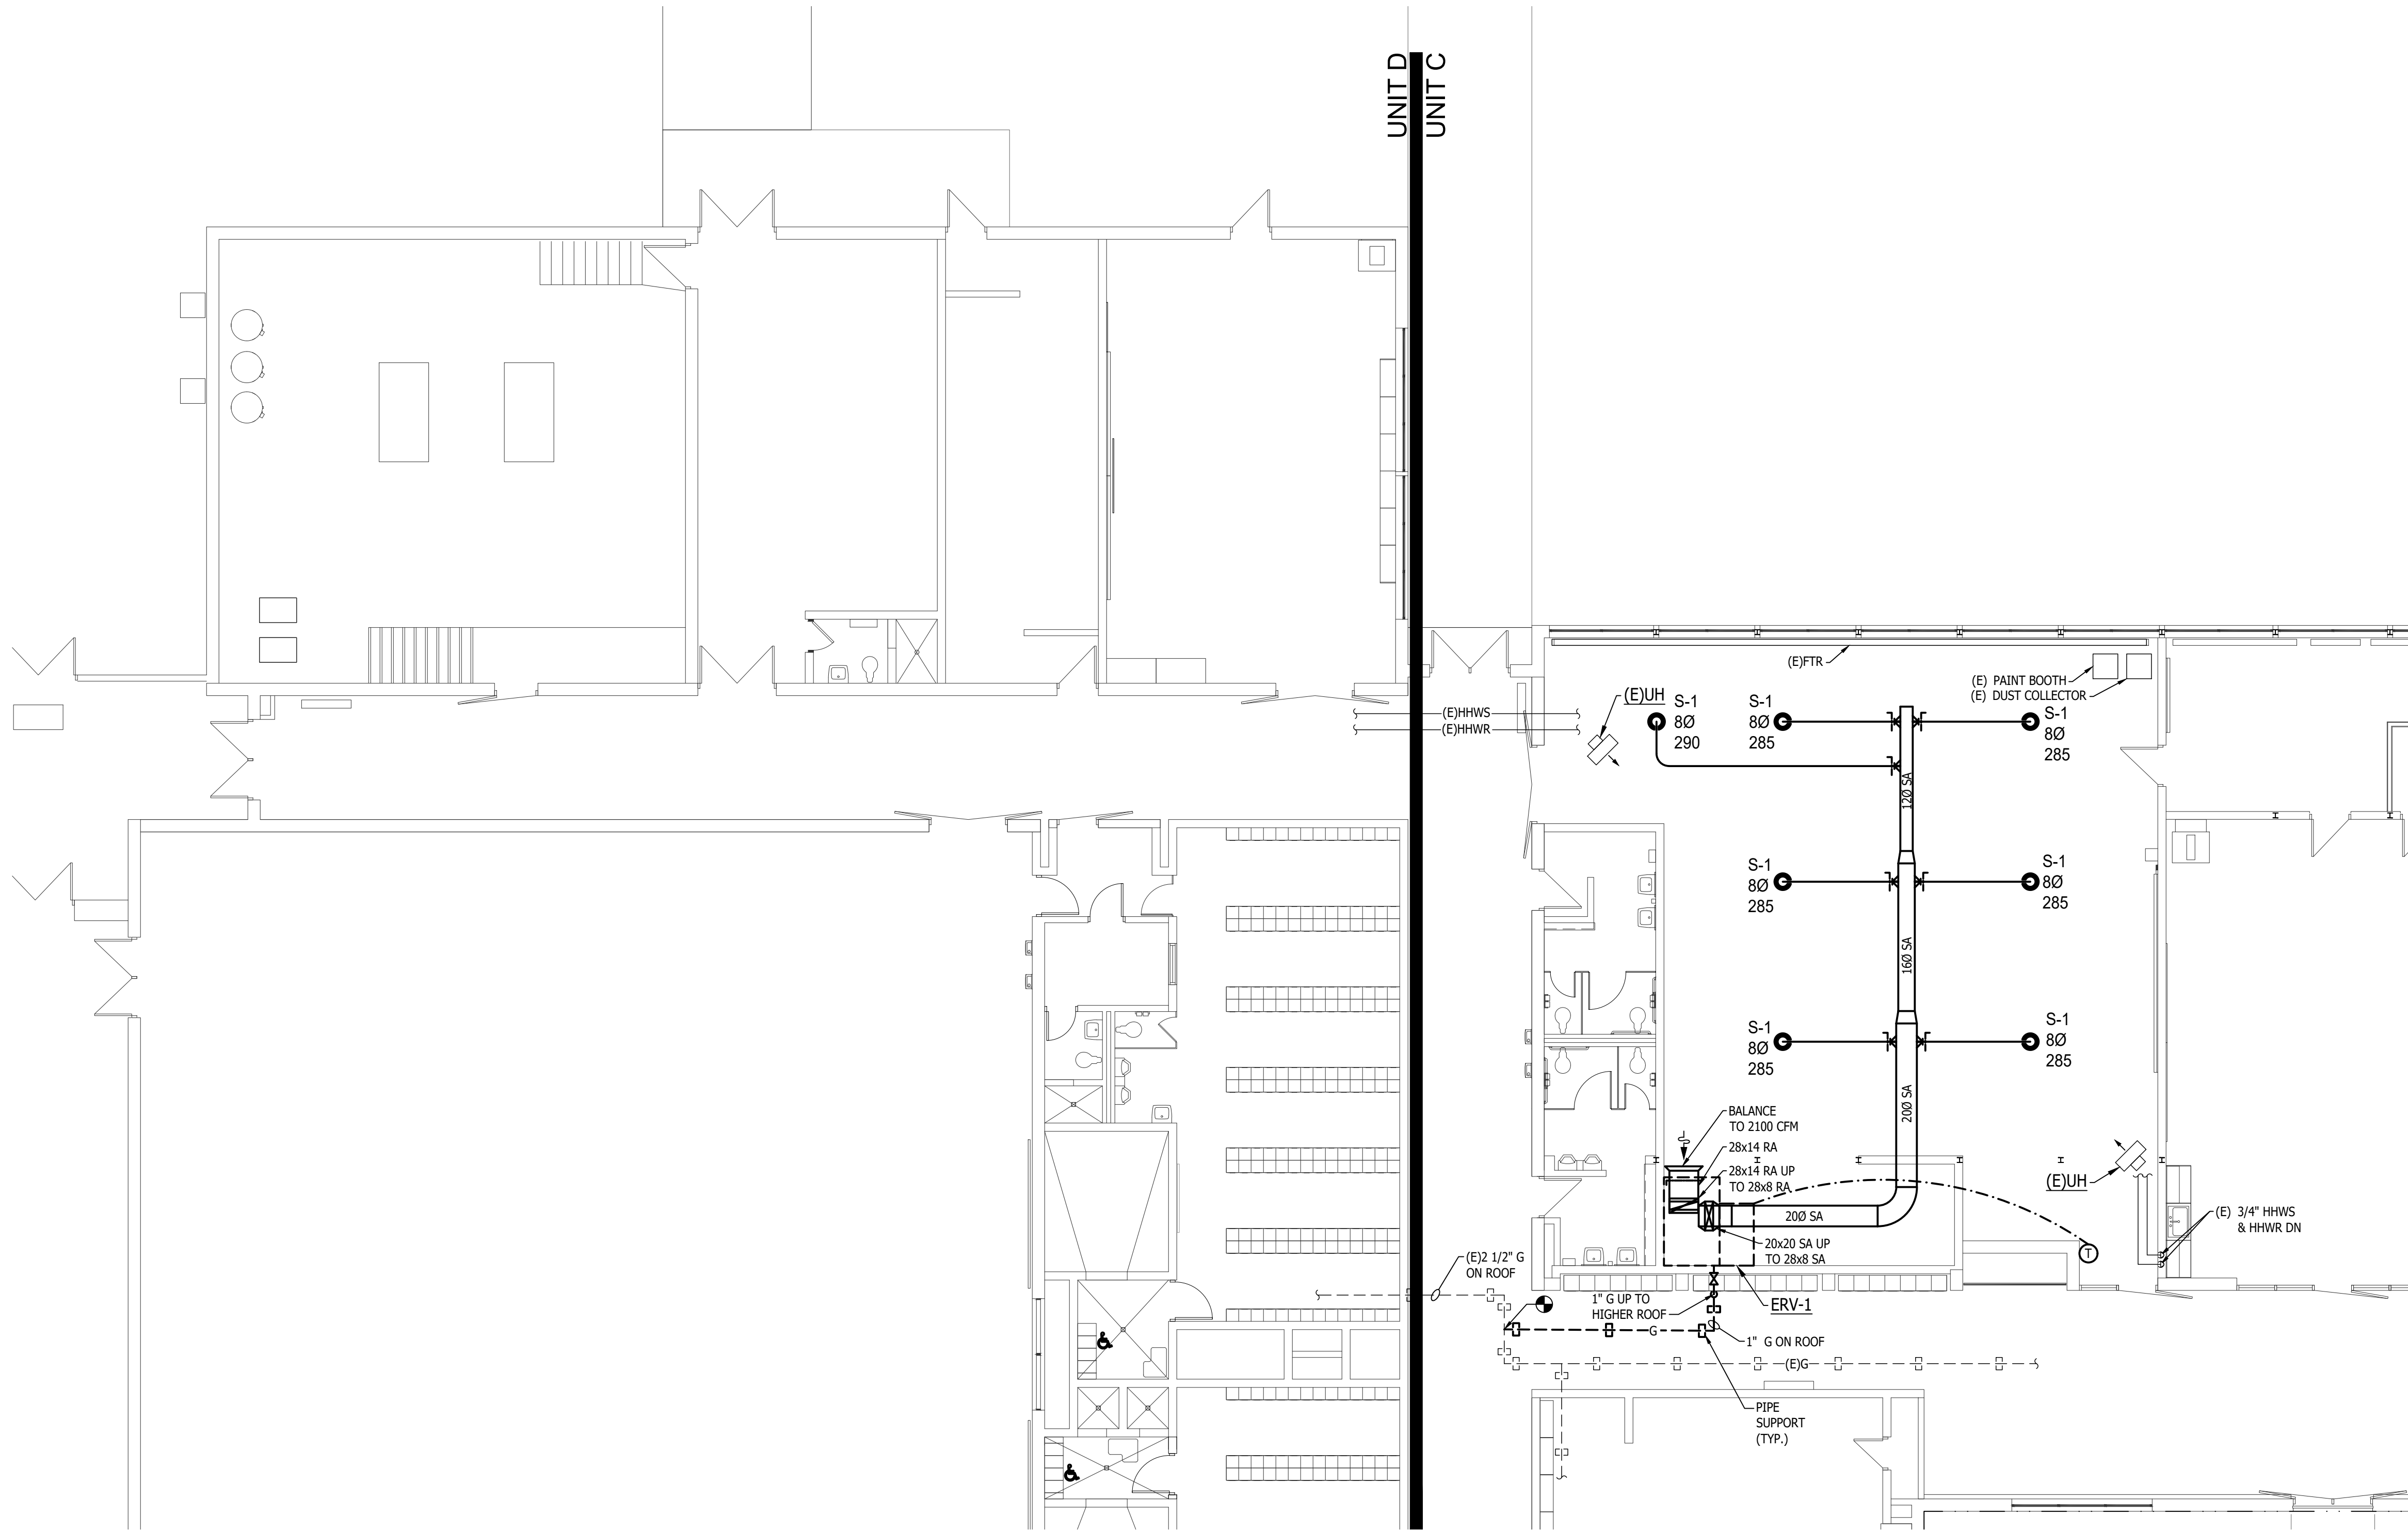 UNIT D
UNIT C
(E)FTR
(E) PAINT BOOTH
(E) DUST COLLECTOR
(E)HHWS
(E)HHWR
(E)UH
S-1
8Ø
290
S-1
8Ø
285
S-1
8Ø
285
12Ø SA
S-1
8Ø
285
S-1
8Ø
285
16Ø SA
S-1
8Ø
285
S-1
8Ø
285
20Ø SA
BALANCE
TO 2100 CFM
28x14 RA
28x14 RA UP
TO 28x8 RA
20Ø SA
20x20 SA UP
TO 28x8 SA
(E)UH
(E) 3/4" HHWS
& HHWR DN
T
(E)2 1/2" G
ON ROOF
1" G UP TO
HIGHER ROOF
ERV-1
G
1" G ON ROOF
(E)G
PIPE
SUPPORT
(TYP.)